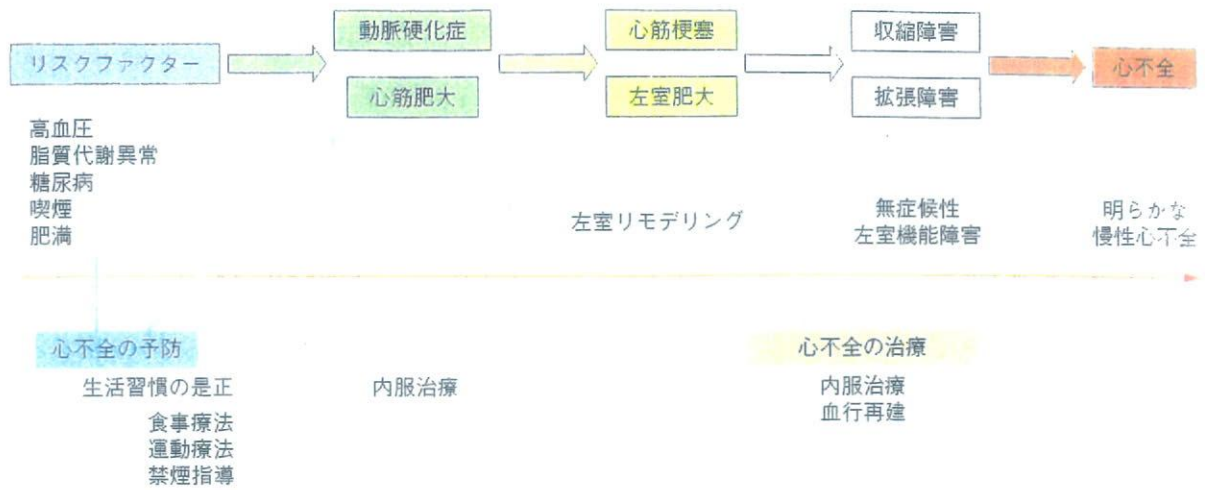 リスクファクター
動脈硬化症
心筋肥大
心筋梗塞
左室肥大
収縮障害
拡張障害
心不全
高血圧
脂質代謝異常
糖尿病
喫煙
肥満
左室リモデリング
無症候性
左室機能障害
明らかな
慢性心不全
心不全の予防
生活習慣の是正
食事療法
運動療法
禁煙指導
内服治療
心不全の治療
内服治療
血行再建